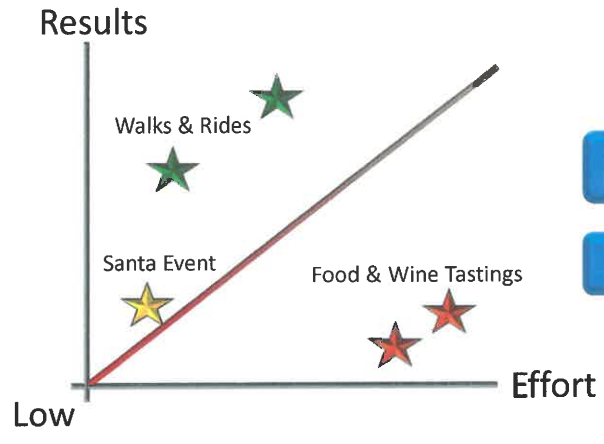 Results
Walks & Rides
Santa Event
Food & Wine Tastings
Effort
Low